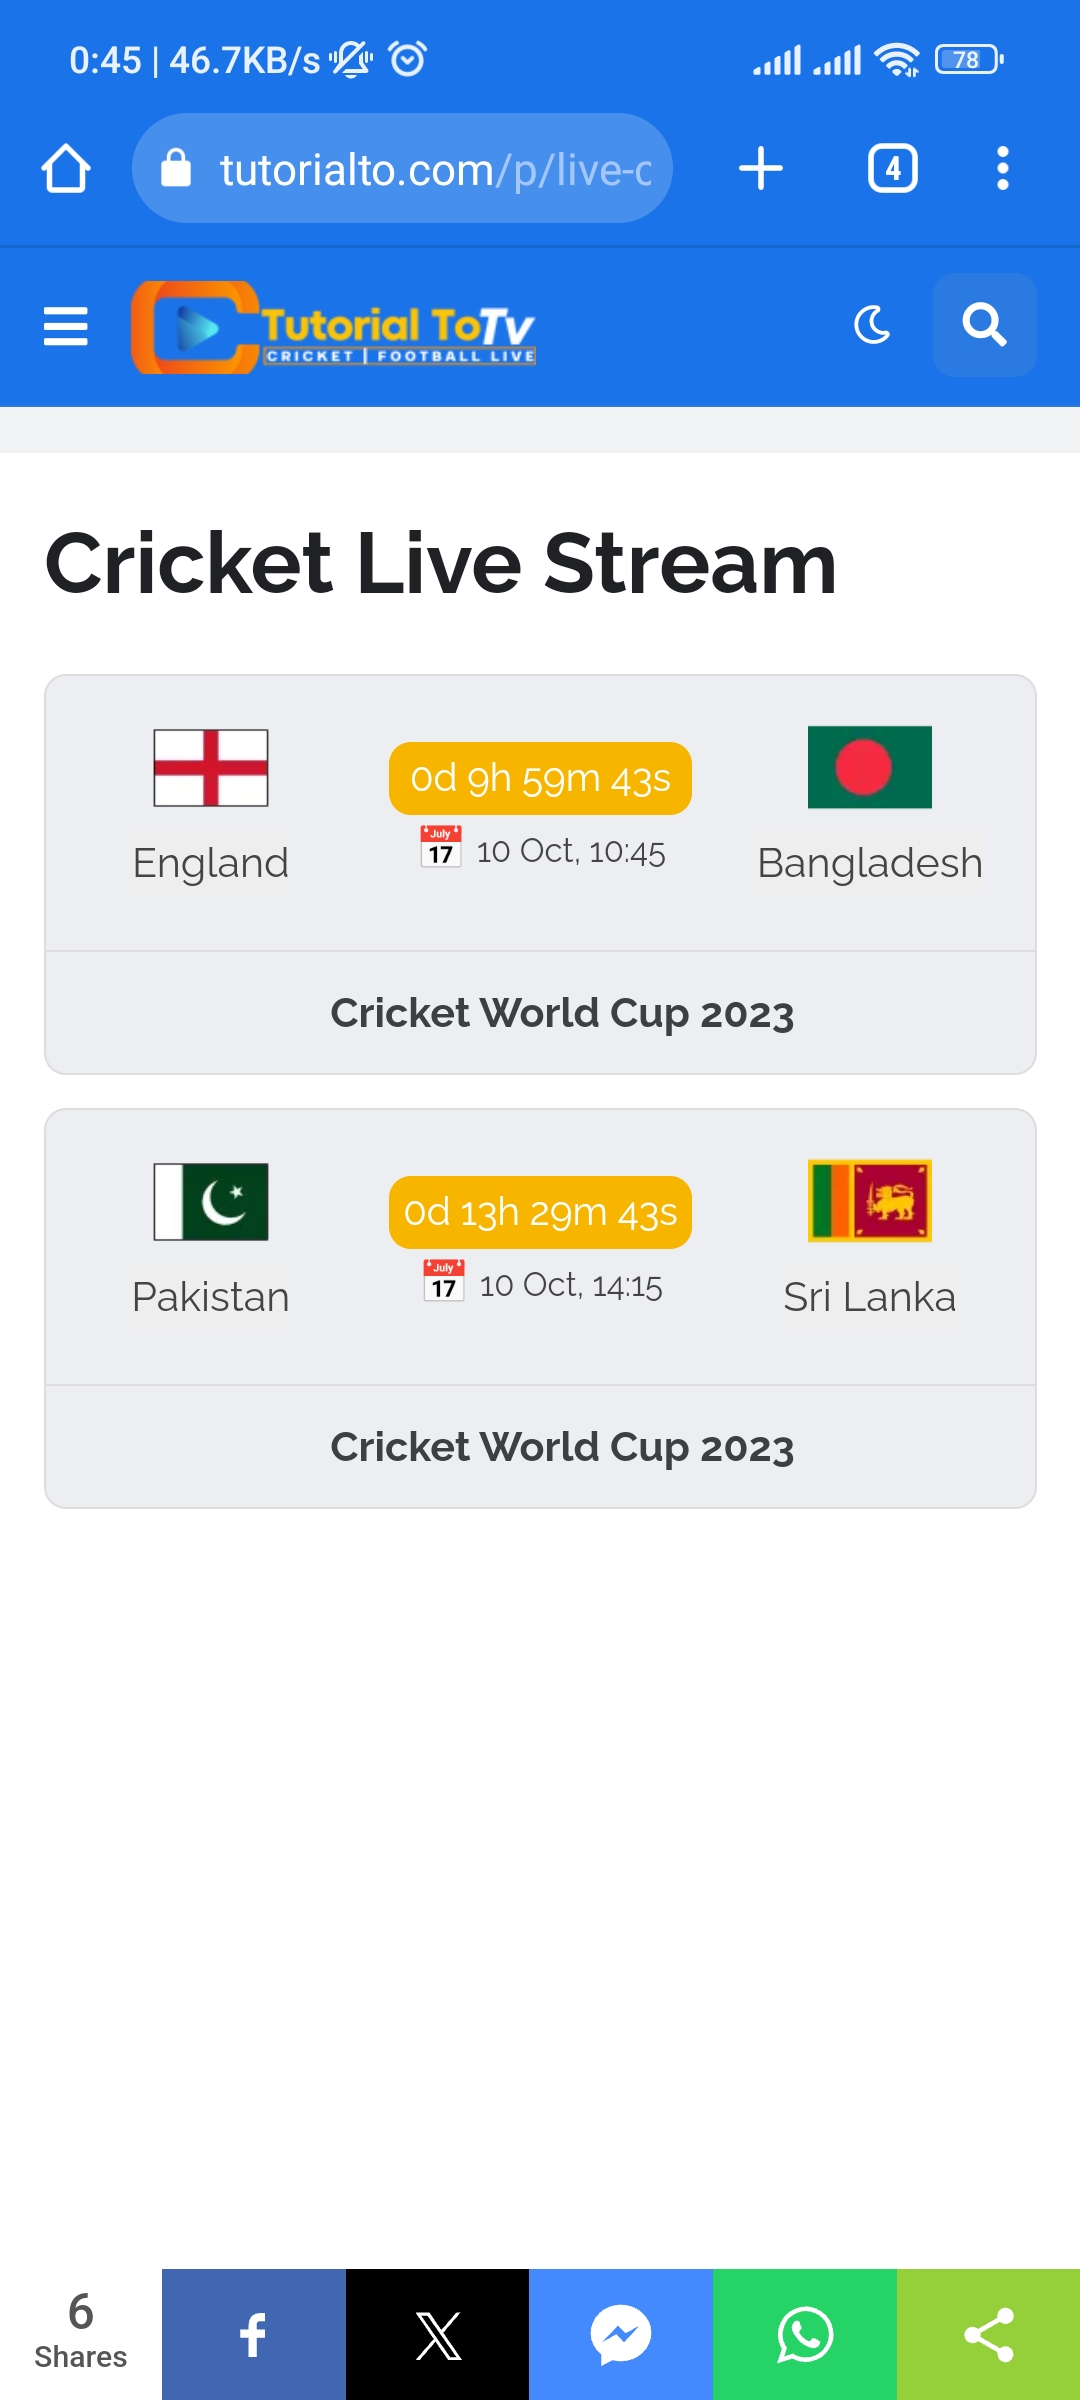 0:45 | 46.7KB/s 78
tutorialto.com/p/live-c 4
Tutorial ToTv
CRICKET | FOOTBALL LIVE
Cricket Live Stream
0d 9h 59m 43s
July 17 10 Oct, 10:45
England Bangladesh
Cricket World Cup 2023
0d 13h 29m 43s
July 17 10 Oct, 14:15
Pakistan Sri Lanka
Cricket World Cup 2023
6
Shares